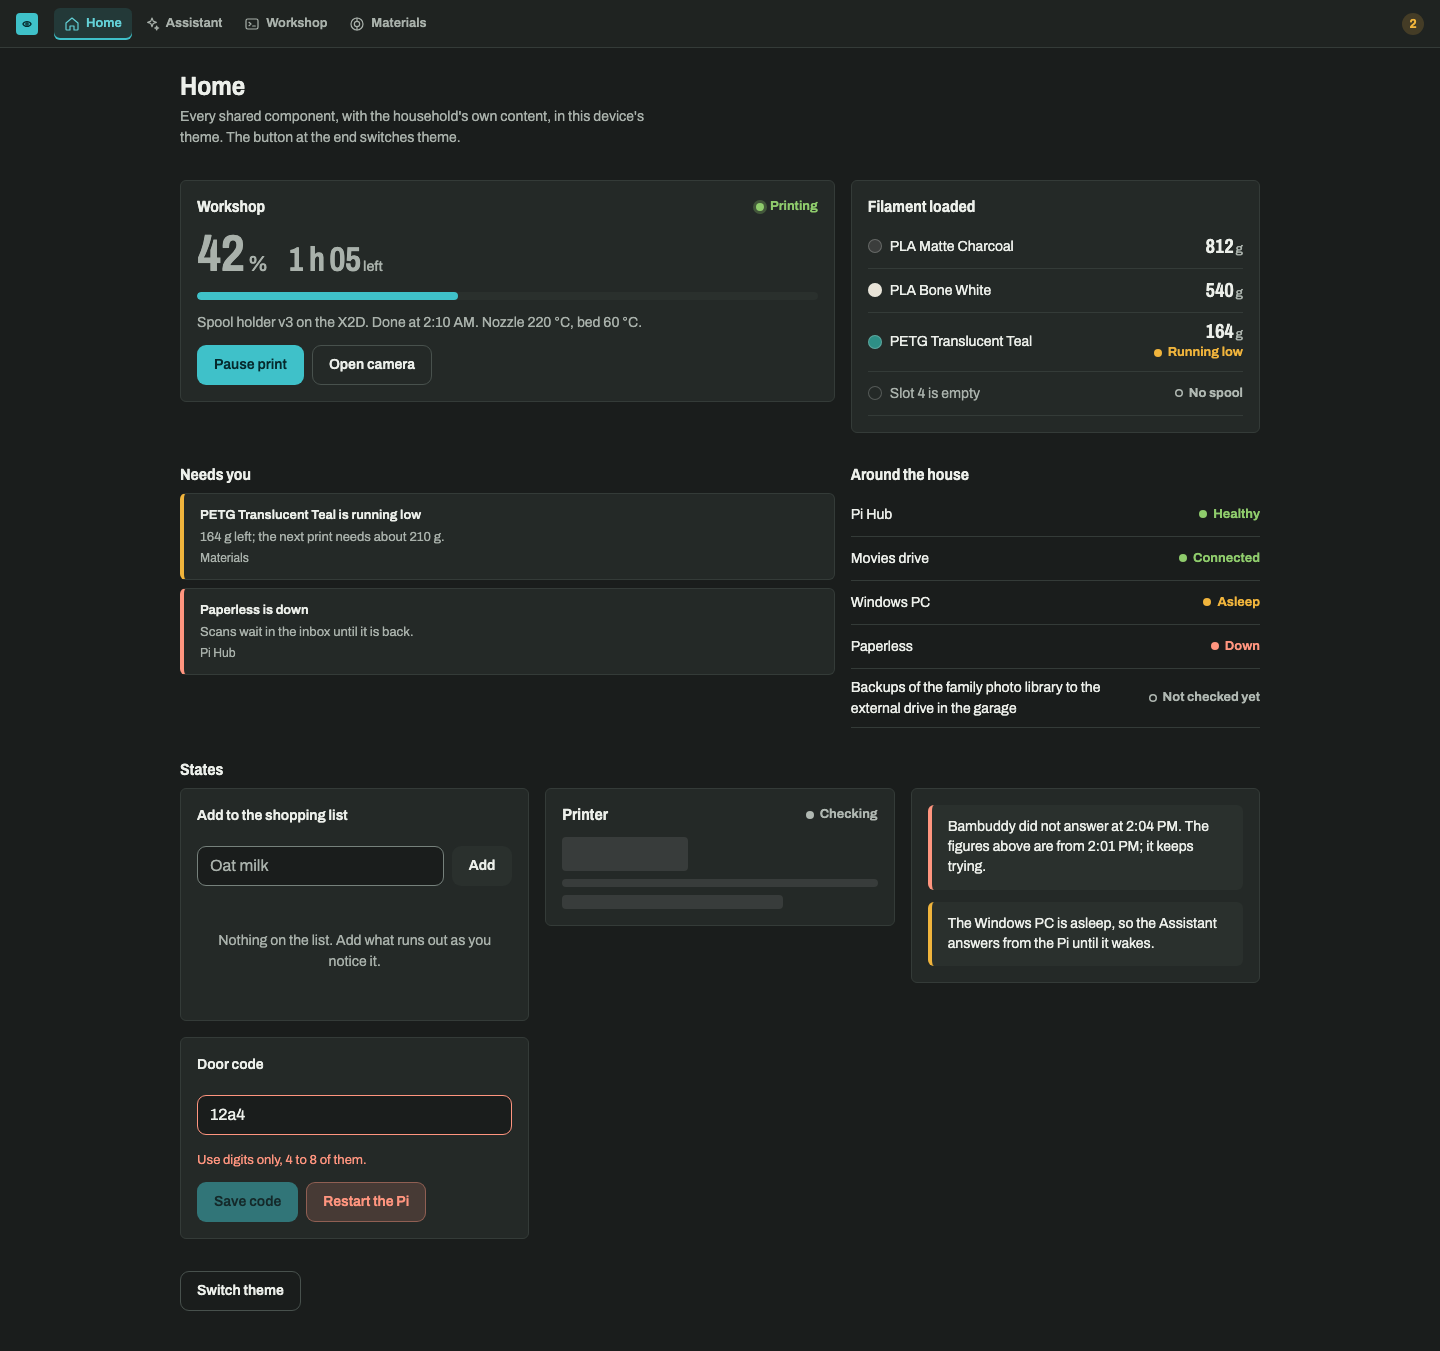 Home
Assistant
Workshop
Materials
2
Home
Every shared component, with the household's own content, in this device's
theme. The button at the end switches theme.
Workshop
Printing
42 % 1 h 05 left
Spool holder v3 on the X2D. Done at 2:10 AM. Nozzle 220 °C, bed 60 °C.
Pause print
Open camera
Filament loaded
PLA Matte Charcoal
812 g
PLA Bone White
540 g
PETG Translucent Teal
164 g
Running low
Slot 4 is empty
No spool
Needs you
PETG Translucent Teal is running low
164 g left; the next print needs about 210 g.
Materials
Paperless is down
Scans wait in the inbox until it is back.
Pi Hub
Around the house
Pi Hub
Healthy
Movies drive
Connected
Windows PC
Asleep
Paperless
Down
Backups of the family photo library to the
external drive in the garage
Not checked yet
States
Add to the shopping list
Oat milk
Add
Nothing on the list. Add what runs out as you
notice it.
Printer
Checking
Bambuddy did not answer at 2:04 PM. The
figures above are from 2:01 PM; it keeps
trying.
The Windows PC is asleep, so the Assistant
answers from the Pi until it wakes.
Door code
12a4
Use digits only, 4 to 8 of them.
Save code
Restart the Pi
Switch theme